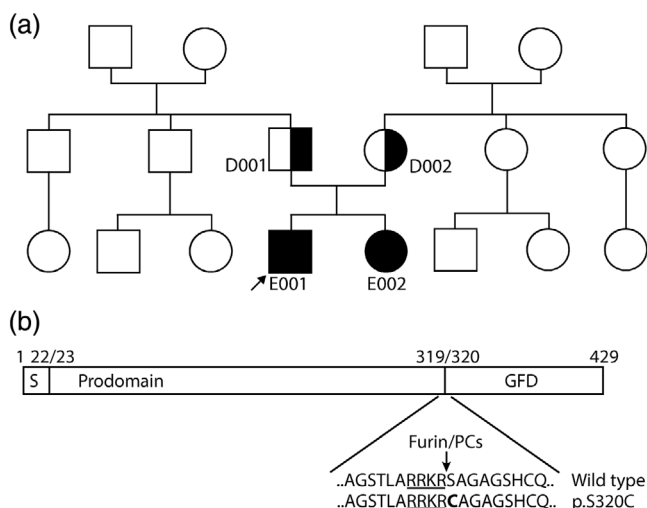 (a)
D001
D002
E001
E002
(b)
1 22/23 319/320 429
S Prodomain GFD
Furin/PCs
..AGSTLARRKRSAGAGSHCQ.. Wild type
..AGSTLARRKRCAGAGSHCQ.. p.S320C